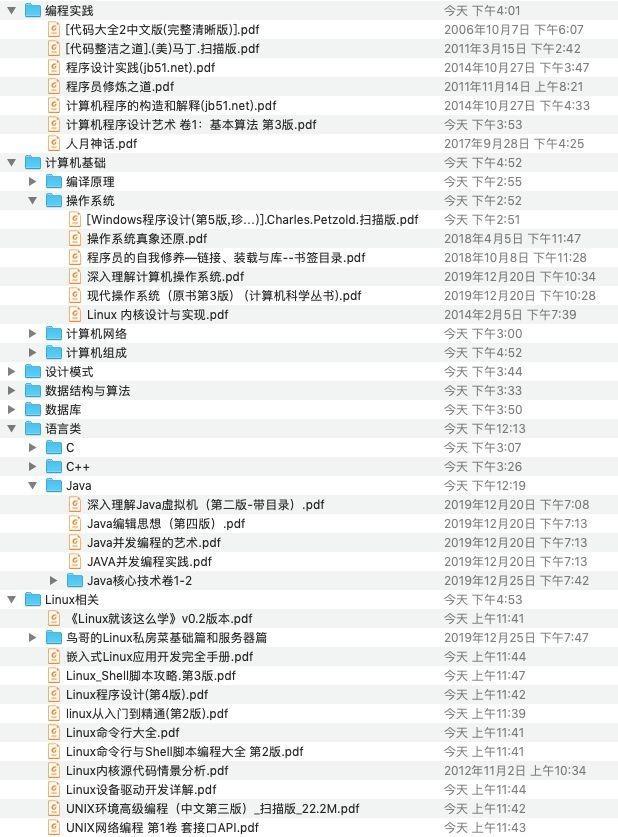 编程实践 今天 下午4:01
[代码大全2中文版(完整清晰版)].pdf 2006年10月7日 下午6:07
[代码整洁之道].(美)马丁.扫描版.pdf 2011年3月15日 下午2:42
程序设计实践(jb51.net).pdf 2014年10月27日 下午3:47
程序员修炼之道.pdf 2011年11月14日 上午8:21
计算机程序的构造和解释(jb51.net).pdf 2014年10月27日 下午4:33
计算机程序设计艺术 卷1：基本算法 第3版.pdf 今天 下午3:53
人月神话.pdf 2017年9月28日 下午4:25
计算机基础 今天 下午4:52
编译原理 今天 下午2:55
操作系统 今天 下午2:52
[Windows程序设计(第5版,珍...)].Charles.Petzold.扫描版.pdf 今天 下午2:51
操作系统真象还原.pdf 2018年4月5日 下午11:47
程序员的自我修养—链接、装载与库--书签目录.pdf 2018年10月8日 下午11:28
深入理解计算机操作系统.pdf 2019年12月20日 下午10:34
现代操作系统（原书第3版）（计算机科学丛书).pdf 2019年12月20日 下午10:28
Linux 内核设计与实现.pdf 2014年2月5日 下午7:39
计算机网络 今天 下午3:00
计算机组成 今天 下午4:52
设计模式 今天 下午3:44
数据结构与算法 今天 下午3:33
数据库 今天 下午3:50
语言类 今天 下午12:13
C 今天 下午3:07
C++ 今天 下午3:26
Java 今天 下午12:19
深入理解Java虚拟机（第二版-带目录）.pdf 2019年12月20日 下午7:08
Java编辑思想（第四版）.pdf 2019年12月20日 下午7:13
Java并发编程的艺术.pdf 2019年12月20日 下午7:13
JAVA并发编程实践.pdf 2019年12月20日 下午7:13
Java核心技术卷1-2 2019年12月25日 下午7:42
Linux相关 今天 下午4:53
《Linux就该这么学》v0.2版本.pdf 今天 上午11:41
鸟哥的Linux私房菜基础篇和服务器篇 2019年12月25日 下午7:47
嵌入式Linux应用开发完全手册.pdf 今天 上午11:44
Linux_Shell脚本攻略.第3版.pdf 今天 上午11:47
Linux程序设计(第4版).pdf 今天 上午11:42
linux从入门到精通(第2版).pdf 今天 上午11:39
Linux命令行大全.pdf 今天 上午11:41
Linux命令行与Shell脚本编程大全 第2版.pdf 今天 上午11:41
Linux内核源代码情景分析.pdf 2012年11月2日 上午10:34
Linux设备驱动开发详解.pdf 今天 上午11:44
UNIX环境高级编程（中文第三版）_扫描版_22.2M.pdf 今天 上午11:42
UNIX网络编程 第1卷 套接口API.pdf 今天 上午11:43